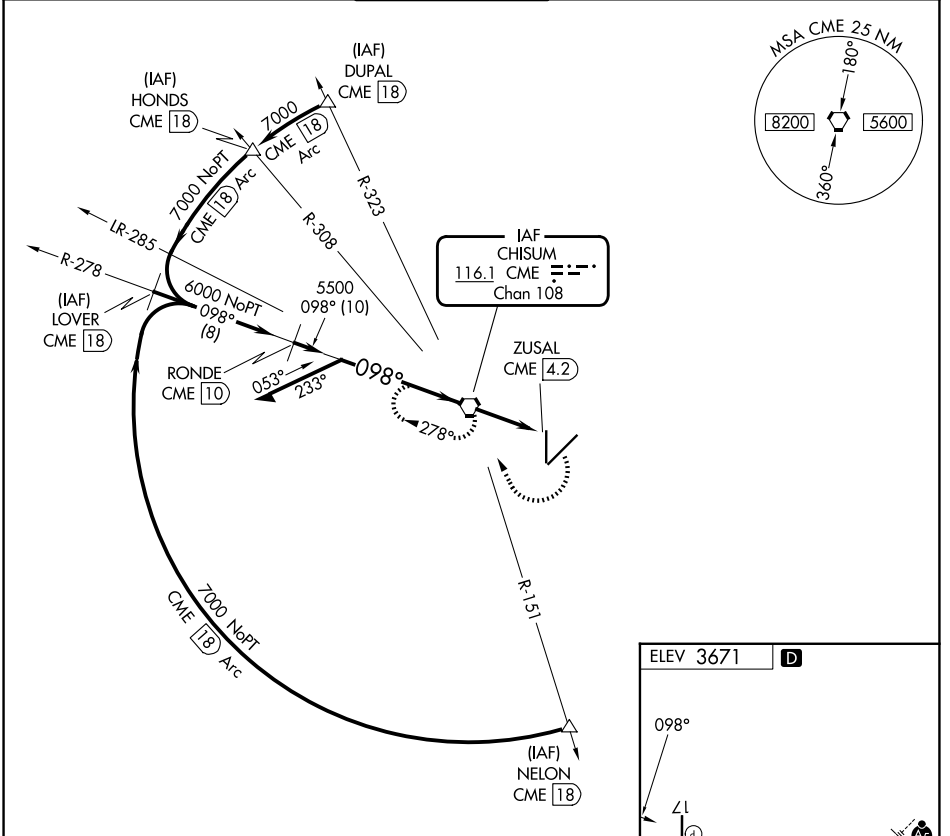 MSA CME 25 NM
180°
8200
5600
360°
(IAF)
DUPAL
CME 18
(IAF)
HONDS
CME 18
7000
CME 18
Arc
7000 NoPT
CME 18 Arc
R-323
R-308
LR-285
R-278
(IAF)
LOVER
CME 18
6000 NoPT
098°
(8)
5500
098° (10)
RONDE
CME 10
053°
233°
098°
278°
IAF
CHISUM
116.1 CME
Chan 108
ZUSAL
CME 4.2
R-151
7000 NoPT
CME 18 Arc
(IAF)
NELON
CME 18
ELEV 3671 D
098°
17